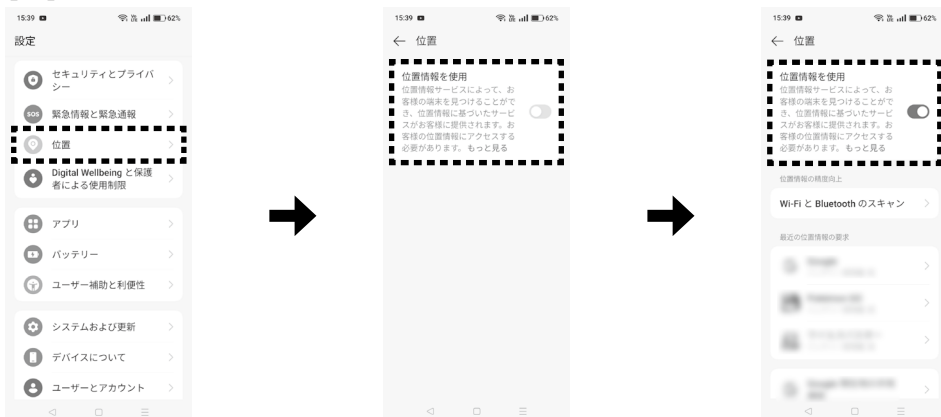 15:39
62%
設定
セキュリティとプライバ
シー
SOS
緊急情報と緊急通報
位置
Digital Wellbeing と保護
者による使用制限
アプリ
バッテリー
ユーザー補助と利便性
システムおよび更新
デバイスについて
ユーザーとアカウント
15:39
62%
位置
位置情報を使用
位置情報サービスによって、お
客様の端末を見つけることがで
き、位置情報に基づいたサービ
スがお客様に提供されます。お
客様の位置情報にアクセスする
必要があります。もっと見る
15:39
62%
位置
位置情報を使用
位置情報サービスによって、お
客様の端末を見つけることがで
き、位置情報に基づいたサービ
スがお客様に提供されます。お
客様の位置情報にアクセスする
必要があります。もっと見る
位置情報の精度向上
Wi-Fi と Bluetooth のスキャン
最近の位置情報の要求